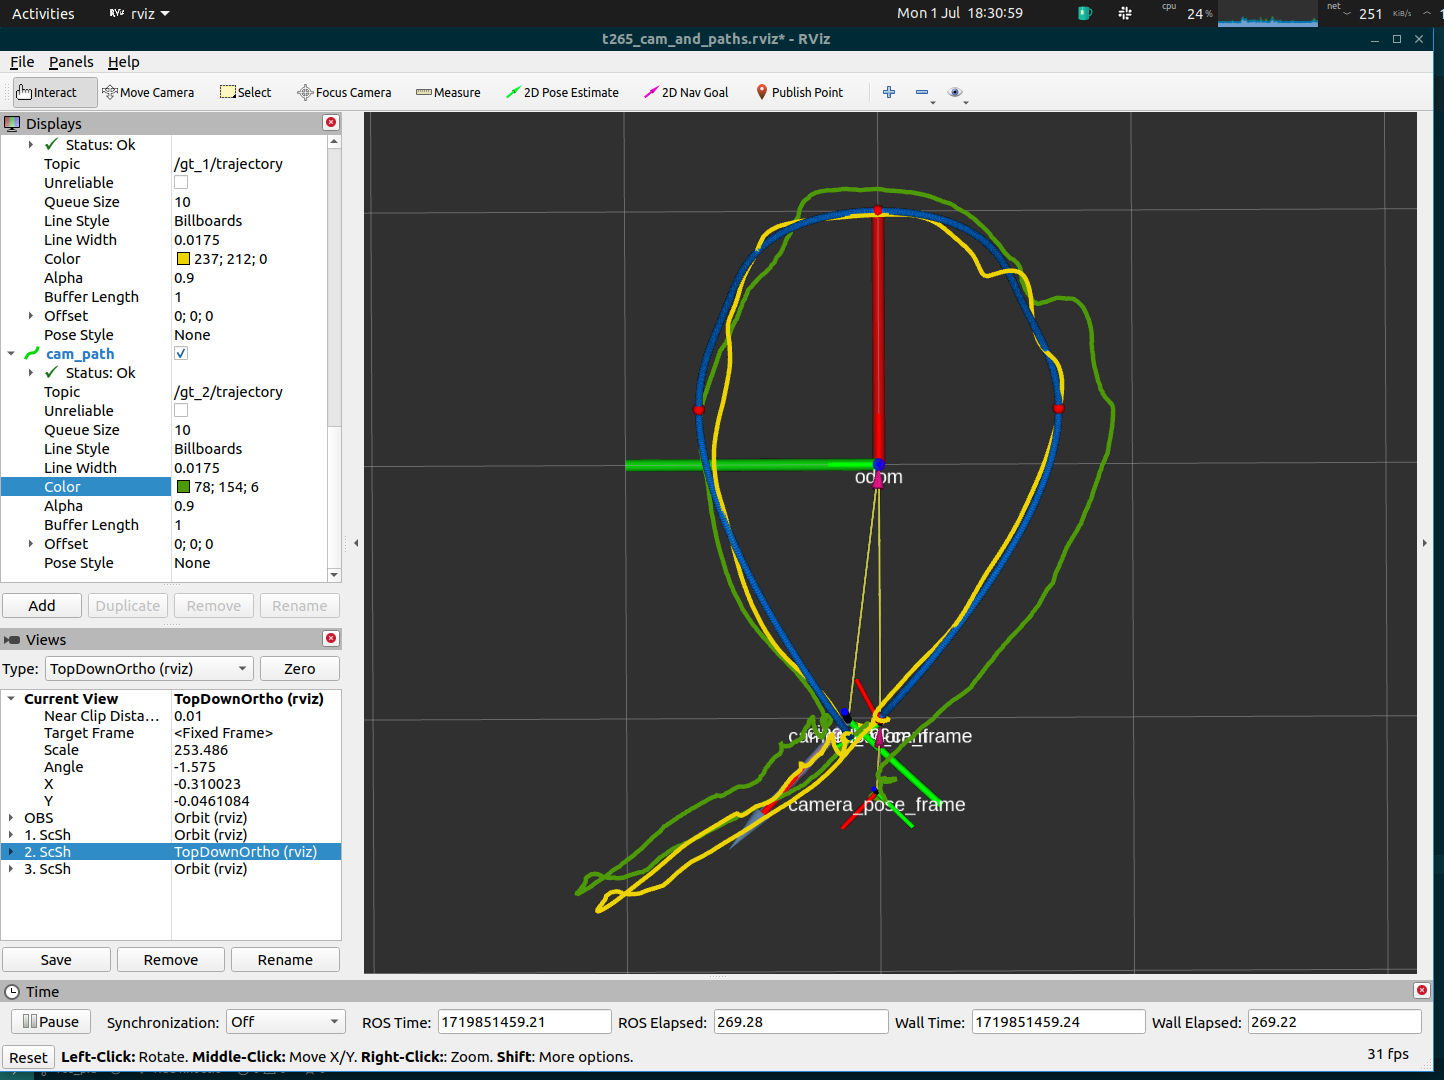 Activities rviz Mon 1 Jul 18:30:59 cpu 24% net 251 KiB/s
t265_cam_and_paths.rviz* - RViz
File Panels Help
Interact Move Camera Select Focus Camera Measure 2D Pose Estimate 2D Nav Goal Publish Point
Displays
Status: Ok
Topic /gt_1/trajectory
Unreliable
Queue Size 10
Line Style Billboards
Line Width 0.0175
Color 237; 212; 0
Alpha 0.9
Buffer Length 1
Offset 0; 0; 0
Pose Style None
cam_path
Status: Ok
Topic /gt_2/trajectory
Unreliable
Queue Size 10
Line Style Billboards
Line Width 0.0175
Color 78; 154; 6
Alpha 0.9
Buffer Length 1
Offset 0; 0; 0
Pose Style None
Add Duplicate Remove Rename
Views
Type: TopDownOrtho (rviz) Zero
Current View TopDownOrtho (rviz)
Near Clip Dista... 0.01
Target Frame <Fixed Frame>
Scale 253.486
Angle -1.575
X -0.310023
Y -0.0461084
OBS Orbit (rviz)
1. ScSh Orbit (rviz)
2. ScSh TopDownOrtho (rviz)
3. ScSh Orbit (rviz)
Save Remove Rename
odom
camera_pose_frame
Time
Pause Synchronization: Off ROS Time: 1719851459.21 ROS Elapsed: 269.28 Wall Time: 1719851459.24 Wall Elapsed: 269.22
Reset Left-Click: Rotate. Middle-Click: Move X/Y. Right-Click:: Zoom. Shift: More options. 31 fps